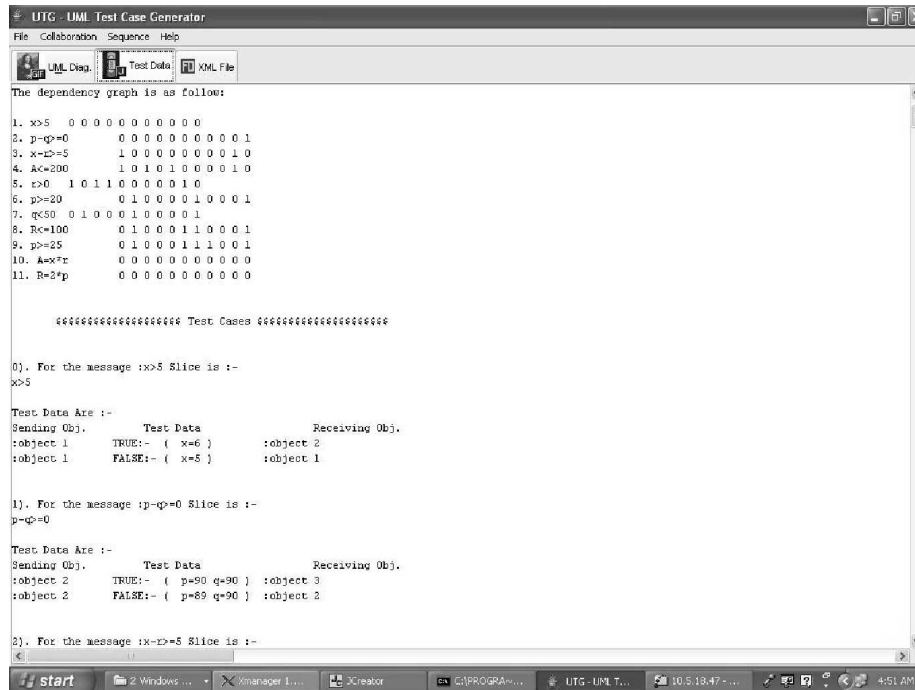 UTG - UML Test Case Generator
File Collaboration Sequence Help
GIF UML Diag. Test Data XML File
The dependency graph is as follow:
1. x>5 0 0 0 0 0 0 0 0 0 0 0
2. p-q>=0 0 0 0 0 0 0 0 0 0 0 1
3. x-r>=5 1 0 0 0 0 0 0 0 0 1 0
4. A<=200 1 0 1 0 1 0 0 0 0 1 0
5. r>0 1 0 1 1 0 0 0 0 0 1 0
6. p>=20 0 1 0 0 0 0 1 0 0 0 1
7. q<50 0 1 0 0 0 1 0 0 0 0 1
8. R<=100 0 1 0 0 0 1 1 0 0 0 1
9. p>=25 0 1 0 0 0 1 1 1 0 0 1
10. A=x*r 0 0 0 0 0 0 0 0 0 0 0
11. R=2*p 0 0 0 0 0 0 0 0 0 0 0
Test Cases
0). For the message :x>5 Slice is :-
x>5
Test Data Are :-
Sending Obj. Test Data Receiving Obj.
:object 1 TRUE:- ( x=6 ) :object 2
:object 1 FALSE:- ( x=5 ) :object 1
1). For the message :p-q>=0 Slice is :-
p-q>=0
Test Data Are :-
Sending Obj. Test Data Receiving Obj.
:object 2 TRUE:- ( p=90 q=90 ) :object 3
:object 2 FALSE:- ( p=89 q=90 ) :object 2
2). For the message :x-r>=5 Slice is :-
start 2 Windows ... Xmanager 1.... JCreator C:\PROGRA~... UTG - UML T... 10.5.18.47 - ... 4:51 AM